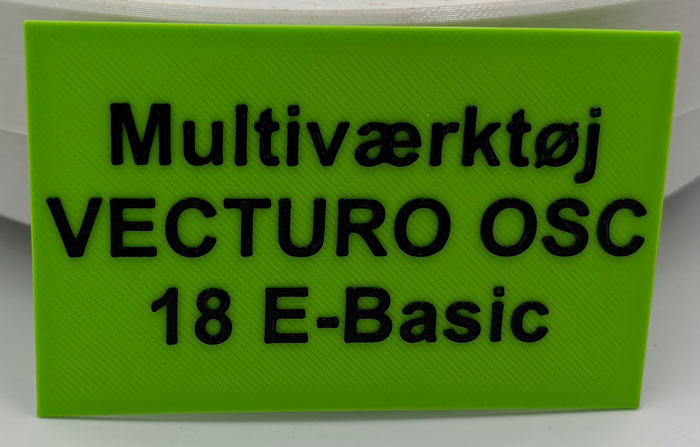 Multiværktøj
VECTURO OSC
18 E-Basic